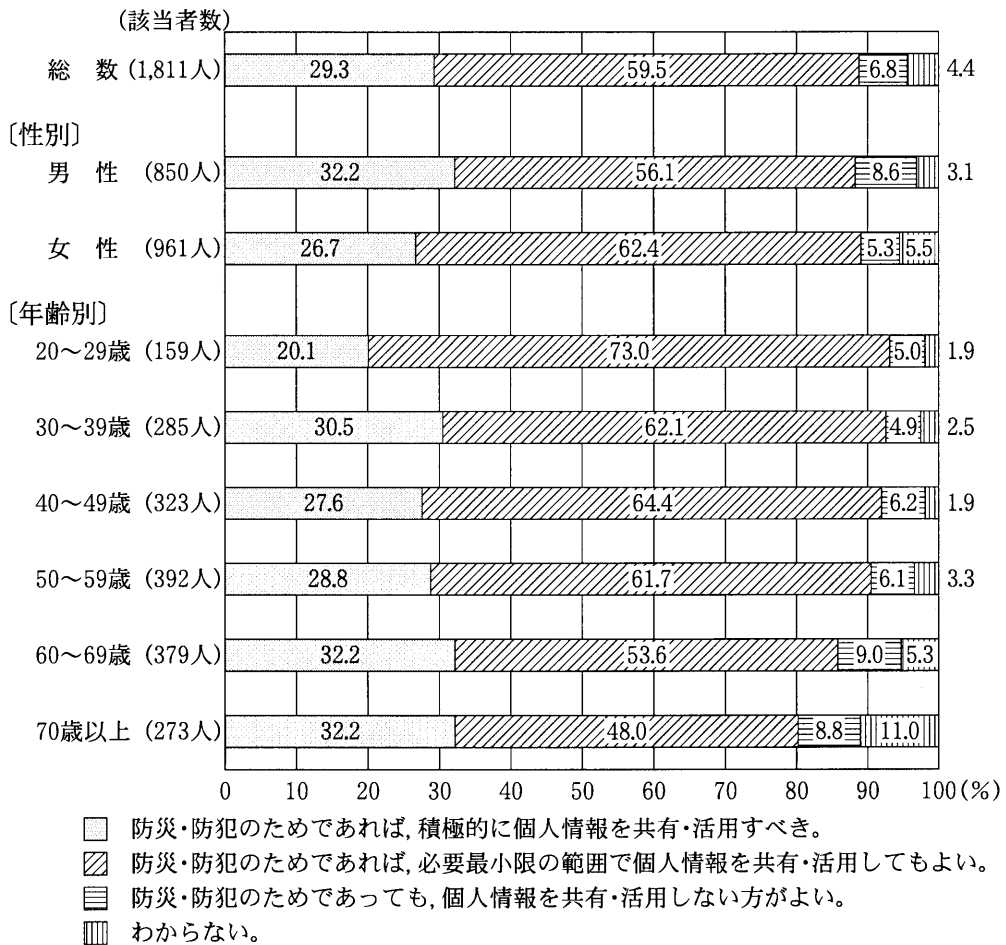 (該当者数)
総 数 (1,811人) 29.3 59.5 6.8 4.4
〔性別〕
男 性 (850人) 32.2 56.1 8.6 3.1
女 性 (961人) 26.7 62.4 5.3 5.5
〔年齢別〕
20～29歳 (159人) 20.1 73.0 5.0 1.9
30～39歳 (285人) 30.5 62.1 4.9 2.5
40～49歳 (323人) 27.6 64.4 6.2 1.9
50～59歳 (392人) 28.8 61.7 6.1 3.3
60～69歳 (379人) 32.2 53.6 9.0 5.3
70歳以上 (273人) 32.2 48.0 8.8 11.0
0 10 20 30 40 50 60 70 80 90 100(%)
防災・防犯のためであれば,積極的に個人情報を共有・活用すべき。
防災・防犯のためであれば,必要最小限の範囲で個人情報を共有・活用してもよい。
防災・防犯のためであっても,個人情報を共有・活用しない方がよい。
わからない。